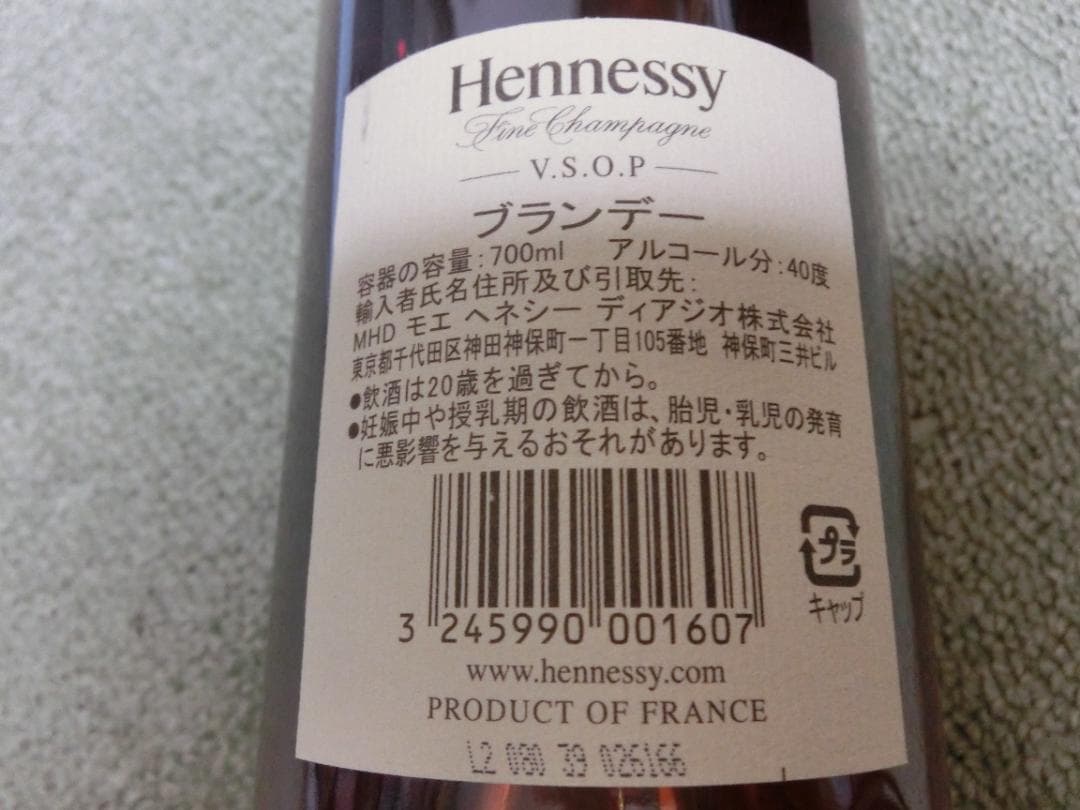 Hennessy
Fine Champagne
V.S.O.P
ブランデー
容器の容量:700ml アルコール分:40度
輸入者氏名住所及び引取先:
MHD モエ ヘネシー ディアジオ株式会社
東京都千代田区神田神保町一丁目105番地 神保町三井ビル
●飲酒は20歳を過ぎてから。
●妊娠中や授乳期の飲酒は、胎児・乳児の発育
に悪影響を与えるおそれがあります。
プラ
キャップ
3 245990 001607
www.hennessy.com
PRODUCT OF FRANCE
L2 080 39 026166